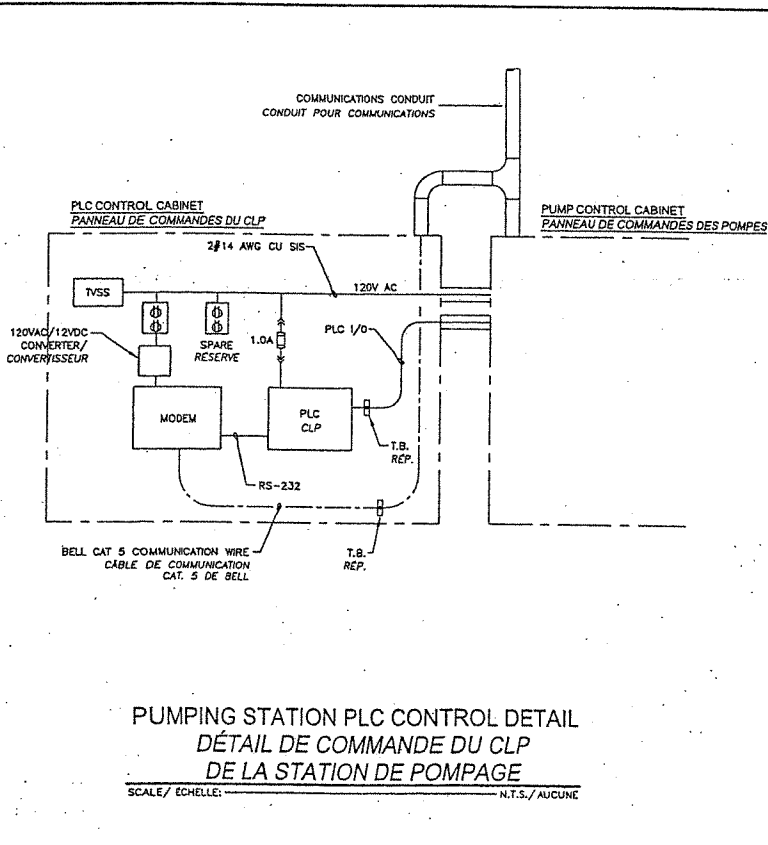 COMMUNICATIONS CONDUIT
CONDUIT POUR COMMUNICATIONS
PLC CONTROL CABINET
PANNEAU DE COMMANDES DU CLP
PUMP CONTROL CABINET
PANNEAU DE COMMANDES DES POMPES
2#14 AWG CU SIS
TVSS
120V AC
120VAC/12VDC
CONVERTER/
CONVERTISSEUR
SPARE
RÉSERVE
1.0A
PLC I/O
MODEM
PLC
CLP
T.B.
RÉP.
RS-232
BELL CAT 5 COMMUNICATION WIRE
CÂBLE DE COMMUNICATION
CAT. 5 DE BELL
T.B.
RÉP.
PUMPING STATION PLC CONTROL DETAIL
DÉTAIL DE COMMANDE DU CLP
DE LA STATION DE POMPAGE
SCALE/ ÉCHELLE: N.T.S./AUCUNE